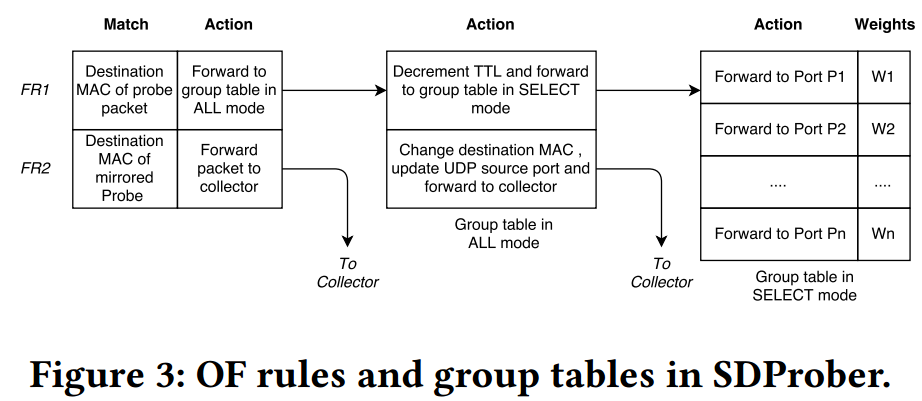 Match Action
Action
Action Weights
FR1
Destination
MAC of probe
packet
Forward to
group table in
ALL mode
Decrement TTL and forward
to group table in SELECT
mode
Forward to Port P1 W1
Forward to Port P2 W2
.... ....
Forward to Port Pn Wn
FR2
Destination
MAC of
mirrored
Probe
Forward
packet to
collector
Change destination MAC ,
update UDP source port and
forward to collector
Group table in
ALL mode
To
Collector
To
Collector
Group table in
SELECT mode
Figure 3: OF rules and group tables in SDProber.